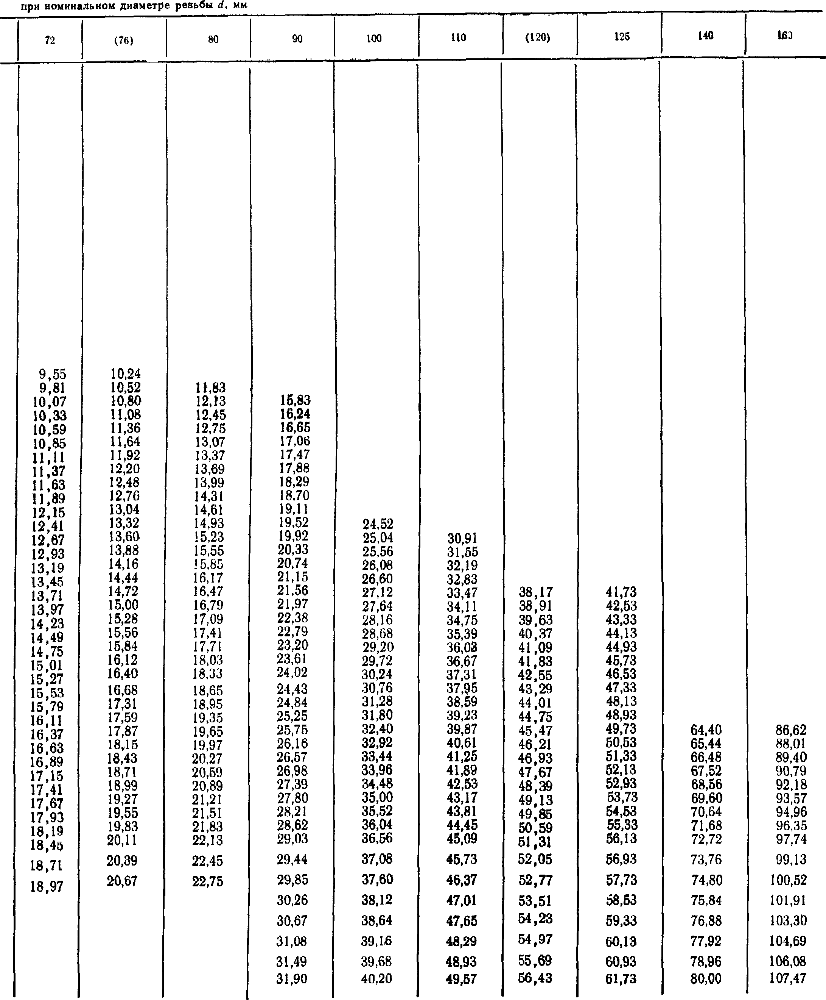 при номинальном диаметре резьбы d, мм
72 (76) 80 90 100 110 (120) 125 140 160
9,55 10,24
9,81 10,52 11,83
10,07 10,80 12,13 15,83
10,33 11,08 12,45 16,24
10,59 11,36 12,75 16,65
10,85 11,64 13,07 17,06
11,11 11,92 13,37 17,47
11,37 12,20 13,69 17,88
11,63 12,48 13,99 18,29
11,89 12,76 14,31 18,70
12,15 13,04 14,61 19,11
12,41 13,32 14,93 19,52 24,52
12,67 13,60 15,23 19,92 25,04 30,91
12,93 13,88 15,55 20,33 25,56 31,55
13,19 14,16 15,85 20,74 26,08 32,19
13,45 14,44 16,17 21,15 26,60 32,83
13,71 14,72 16,47 21,56 27,12 33,47 38,17 41,73
13,97 15,00 16,79 21,97 27,64 34,11 38,91 42,53
14,23 15,28 17,09 22,38 28,16 34,75 39,63 43,33
14,49 15,56 17,41 22,79 28,68 35,39 40,37 44,13
14,75 15,84 17,71 23,20 29,20 36,03 41,09 44,93
15,01 16,12 18,03 23,61 29,72 36,67 41,83 45,73
15,27 16,40 18,33 24,02 30,24 37,31 42,55 46,53
15,53 16,68 18,65 24,43 30,76 37,95 43,29 47,33
15,79 17,31 18,95 24,84 31,28 38,59 44,01 48,13
16,11 17,59 19,35 25,25 31,80 39,23 44,75 48,93
16,37 17,87 19,65 25,75 32,40 39,87 45,47 49,73 64,40 86,62
16,63 18,15 19,97 26,16 32,92 40,61 46,21 50,53 65,44 88,01
16,89 18,43 20,27 26,57 33,44 41,25 46,93 51,33 66,48 89,40
17,15 18,71 20,59 26,98 33,96 41,89 47,67 52,13 67,52 90,79
17,41 18,99 20,89 27,39 34,48 42,53 48,39 52,93 68,56 92,18
17,67 19,27 21,21 27,80 35,00 43,17 49,13 53,73 69,60 93,57
17,93 19,55 21,51 28,21 35,52 43,81 49,85 54,53 70,64 94,96
18,19 19,83 21,83 28,62 36,04 44,45 50,59 55,33 71,68 96,35
18,45 20,11 22,13 29,03 36,56 45,09 51,31 56,13 72,72 97,74
18,71 20,39 22,45 29,44 37,08 45,73 52,05 56,93 73,76 99,13
18,97 20,67 22,75 29,85 37,60 46,37 52,77 57,73 74,80 100,52
30,26 38,12 47,01 53,51 58,53 75,84 101,91
30,67 38,64 47,65 54,23 59,33 76,88 103,30
31,08 39,16 48,29 54,97 60,13 77,92 104,69
31,49 39,68 48,93 55,69 60,93 78,96 106,08
31,90 40,20 49,57 56,43 61,73 80,00 107,47